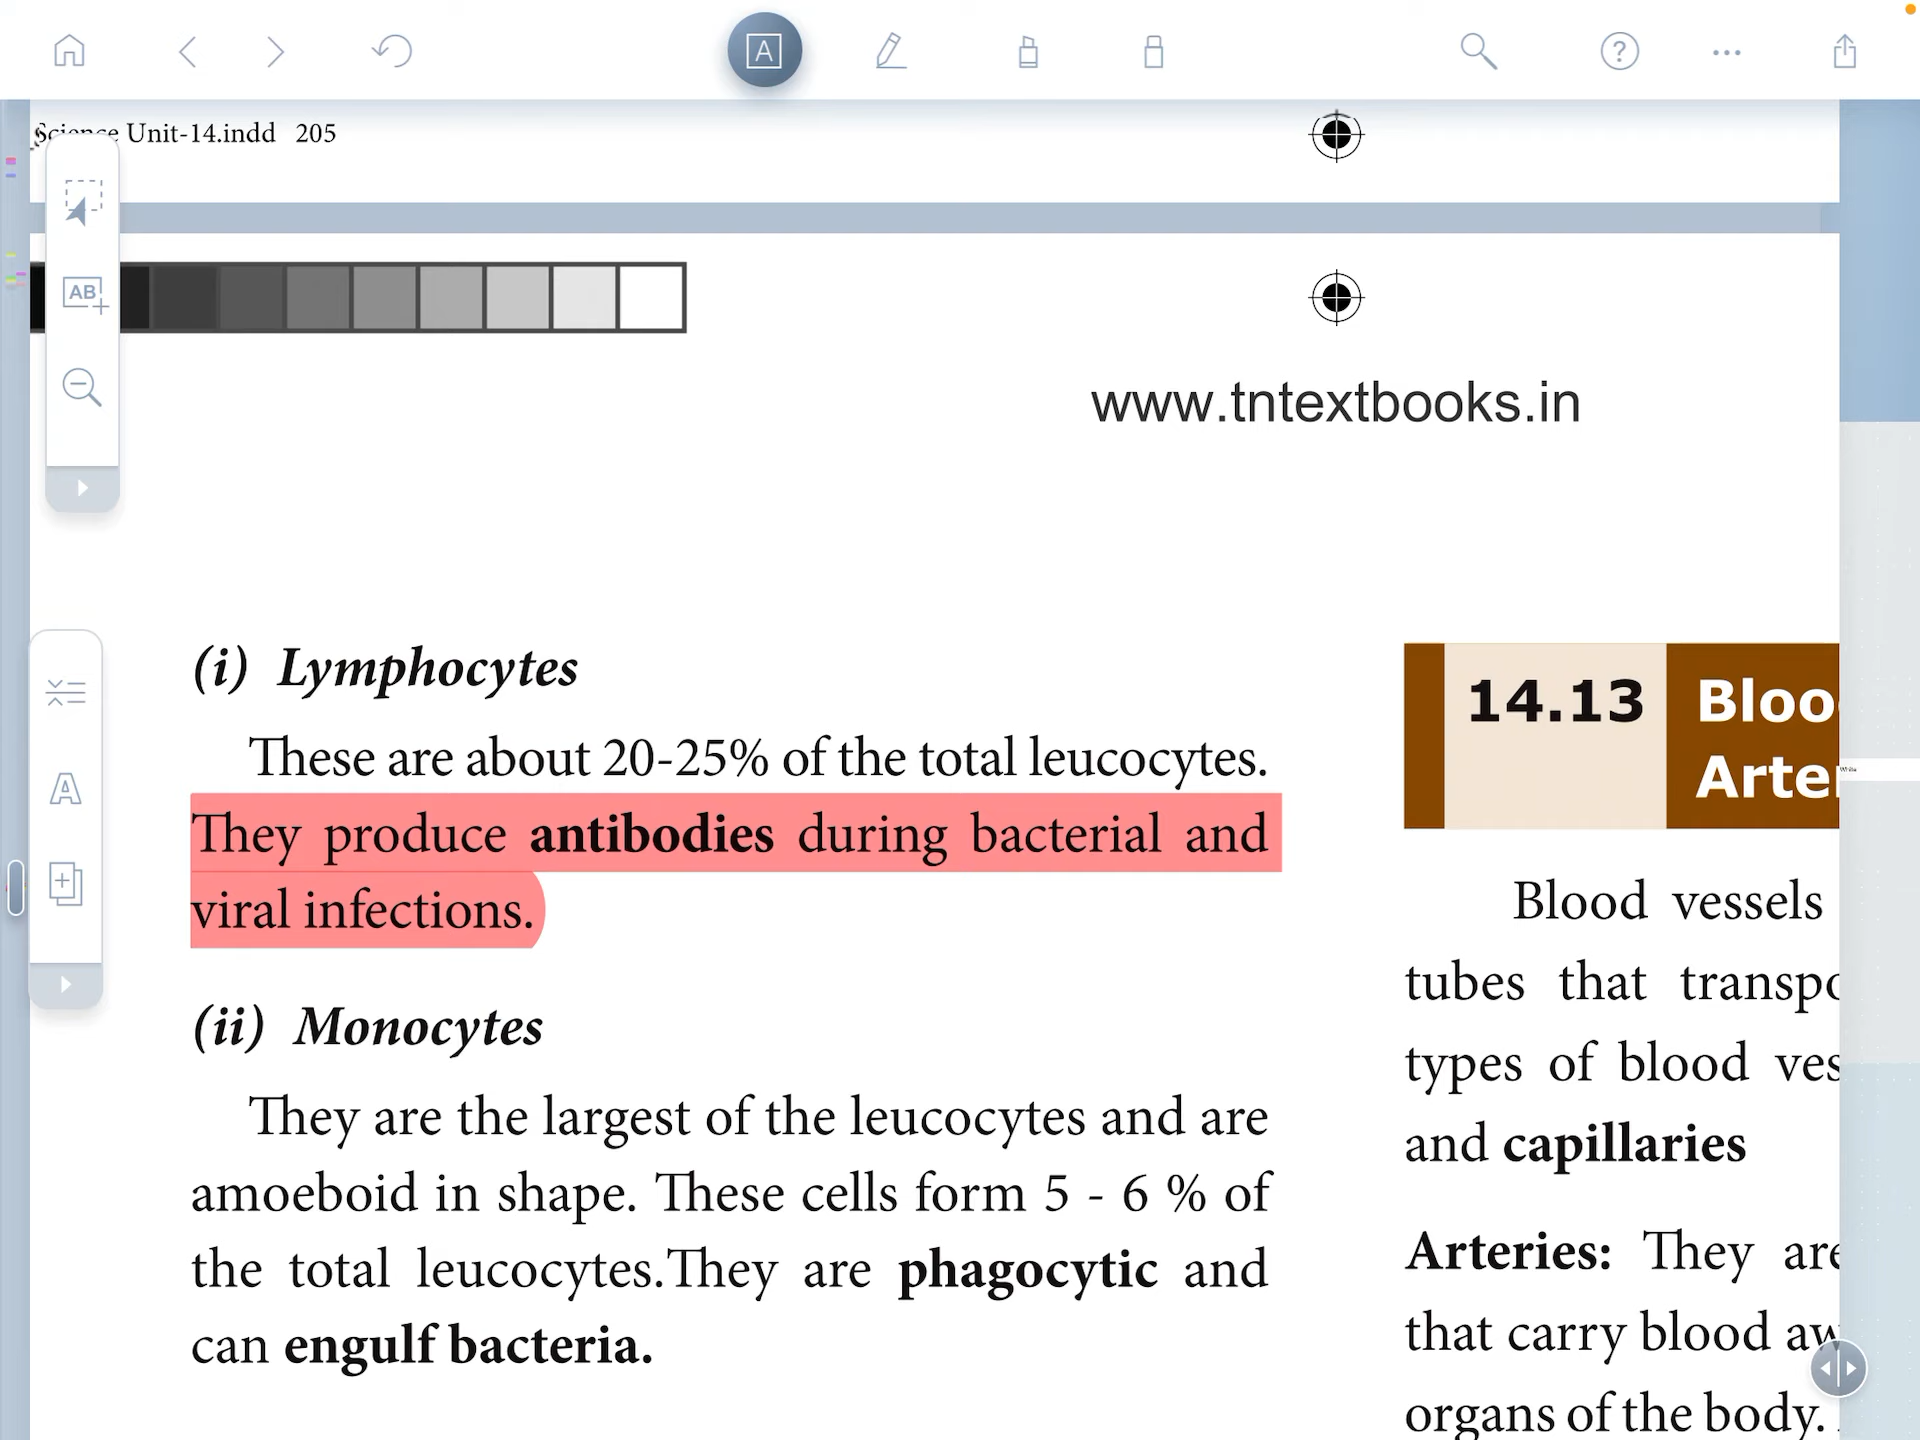 Science Unit-14.indd 205
www.tntextbooks.in
(i) Lymphocytes
These are about 20-25% of the total leucocytes.
They produce antibodies during bacterial and
viral infections.
(ii) Monocytes
They are the largest of the leucocytes and are
amoeboid in shape. These cells form 5 - 6 % of
the total leucocytes.They are phagocytic and
can engulf bacteria.
14.13
Blood vessels
tubes that
types of blood
and capillaries
Arteries: They are
that carry blood
organs of the body.
A
AB
A